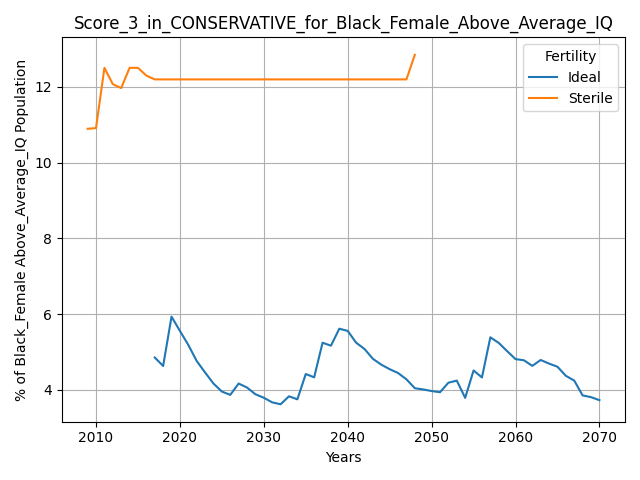 Score_3_in_CONSERVATIVE_for_Black_Female_Above_Average_IQ
% of Black_Female Above_Average_IQ Population
12
10
8
6
4
Fertility
Ideal
Sterile
2010 2020 2030 2040 2050 2060 2070
Years